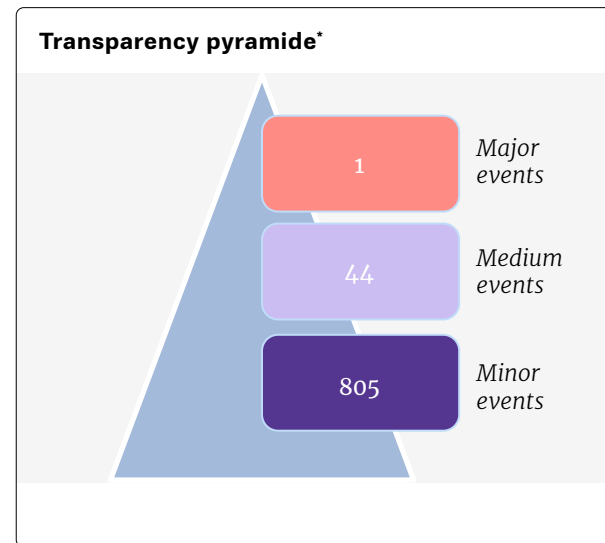 Transparency pyramide*
1
Major
events
44
Medium
events
805
Minor
events